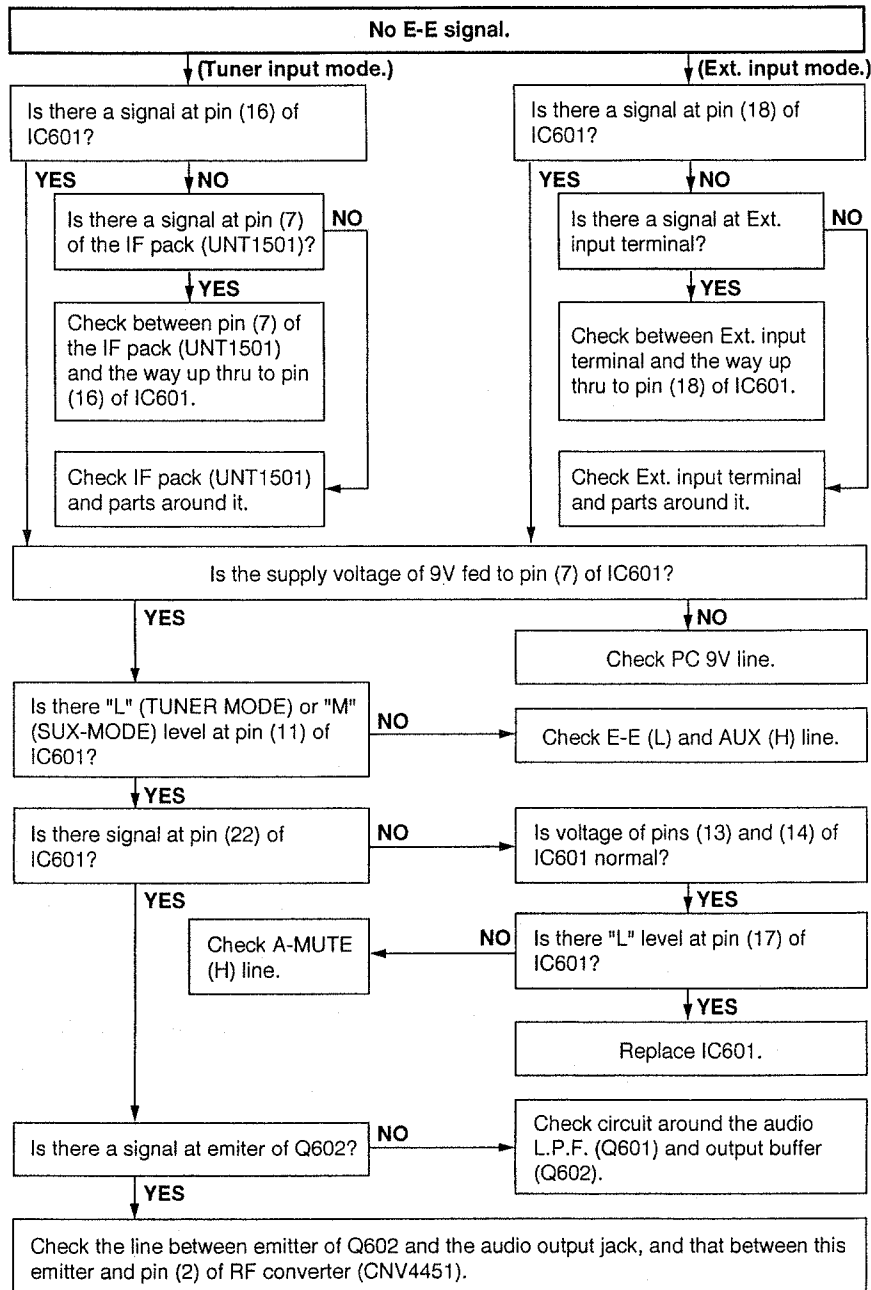 No E-E signal.
(Tuner input mode.)
(Ext. input mode.)
Is there a signal at pin (16) of
IC601?
Is there a signal at pin (18) of
IC601?
YES
NO
YES
NO
Is there a signal at pin (7)
of the IF pack (UNT1501)?
NO
Is there a signal at Ext.
input terminal?
NO
YES
YES
Check between pin (7) of
the IF pack (UNT1501)
and the way up thru to pin
(16) of IC601.
Check between Ext. input
terminal and the way up
thru to pin (18) of IC601.
Check IF pack (UNT1501)
and parts around it.
Check Ext. input terminal
and parts around it.
Is the supply voltage of 9V fed to pin (7) of IC601?
YES
NO
Check PC 9V line.
Is there "L" (TUNER MODE) or "M"
(SUX-MODE) level at pin (11) of
IC601?
NO
Check E-E (L) and AUX (H) line.
YES
Is there signal at pin (22) of
IC601?
NO
Is voltage of pins (13) and (14) of
IC601 normal?
YES
YES
Check A-MUTE
(H) line.
NO
Is there "L" level at pin (17) of
IC601?
YES
Replace IC601.
Is there a signal at emiter of Q602?
NO
Check circuit around the audio
L.P.F. (Q601) and output buffer
(Q602).
YES
Check the line between emitter of Q602 and the audio output jack, and that between this
emitter and pin (2) of RF converter (CNV4451).